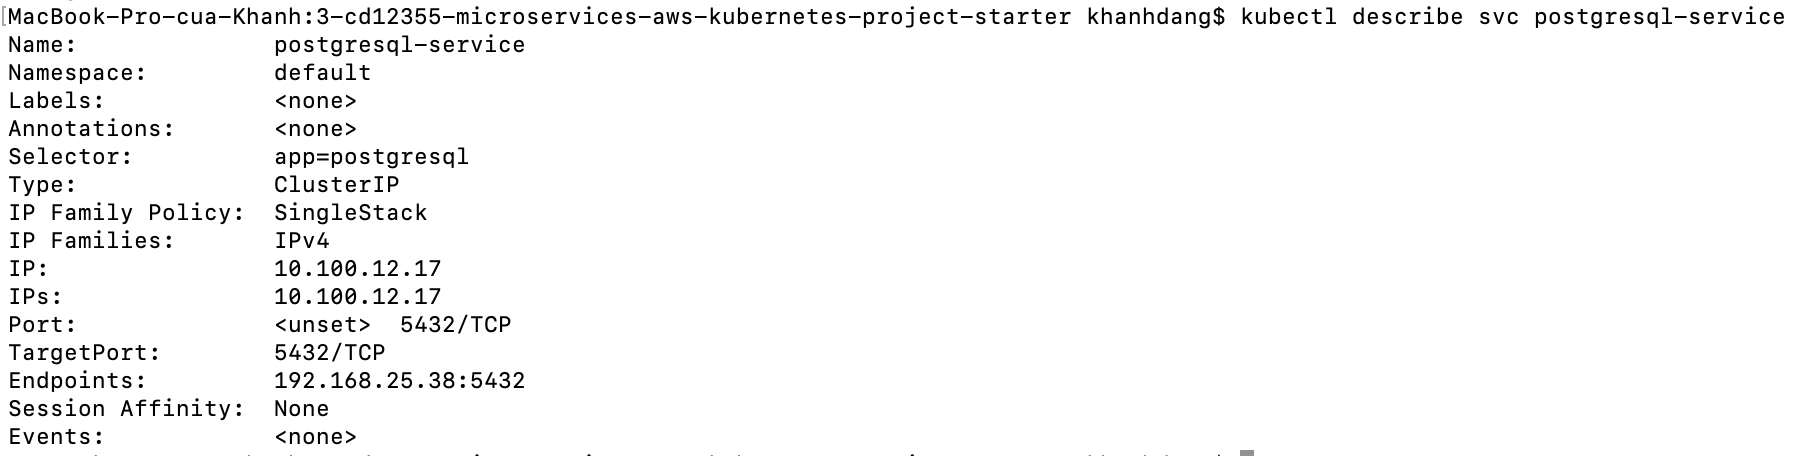 [MacBook-Pro-cua-Khanh:3-cd12355-microservices-aws-kubernetes-project-starter khanhdang$ kubectl describe svc postgresql-service
Name:              postgresql-service
Namespace:         default
Labels:            <none>
Annotations:       <none>
Selector:          app=postgresql
Type:              ClusterIP
IP Family Policy:  SingleStack
IP Families:       IPv4
IP:                10.100.12.17
IPs:               10.100.12.17
Port:              <unset>  5432/TCP
TargetPort:        5432/TCP
Endpoints:         192.168.25.38:5432
Session Affinity:  None
Events:            <none>